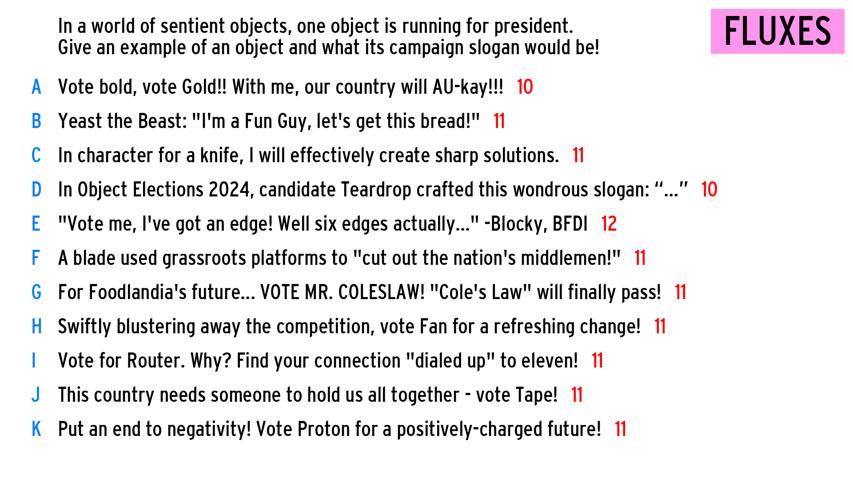 In a world of sentient objects, one object is running for president.
Give an example of an object and what its campaign slogan would be!
FLUXES
A Vote bold, vote Gold!! With me, our country will AU-kay!!! 10
B Yeast the Beast: "I'm a Fun Guy, let's get this bread!" 11
C In character for a knife, I will effectively create sharp solutions. 11
D In Object Elections 2024, candidate Teardrop crafted this wondrous slogan: “...” 10
E "Vote me, I've got an edge! Well six edges actually..." -Blocky, BFDI 12
F A blade used grassroots platforms to "cut out the nation's middlemen!" 11
G For Foodlandia's future... VOTE MR. COLESLAW! "Cole's Law" will finally pass! 11
H Swiftly blustering away the competition, vote Fan for a refreshing change! 11
I Vote for Router. Why? Find your connection "dialed up" to eleven! 11
J This country needs someone to hold us all together - vote Tape! 11
K Put an end to negativity! Vote Proton for a positively-charged future! 11